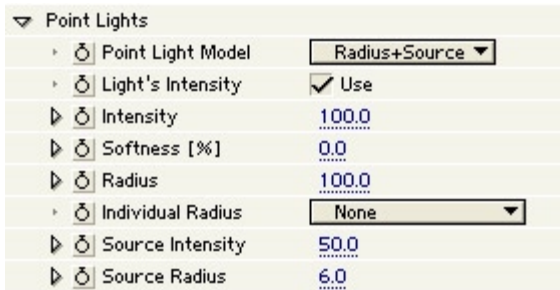 Point Lights
Point Light Model Radius+Source
Light's Intensity Use
Intensity 100.0
Softness [%] 0.0
Radius 100.0
Individual Radius None
Source Intensity 50.0
Source Radius 6.0